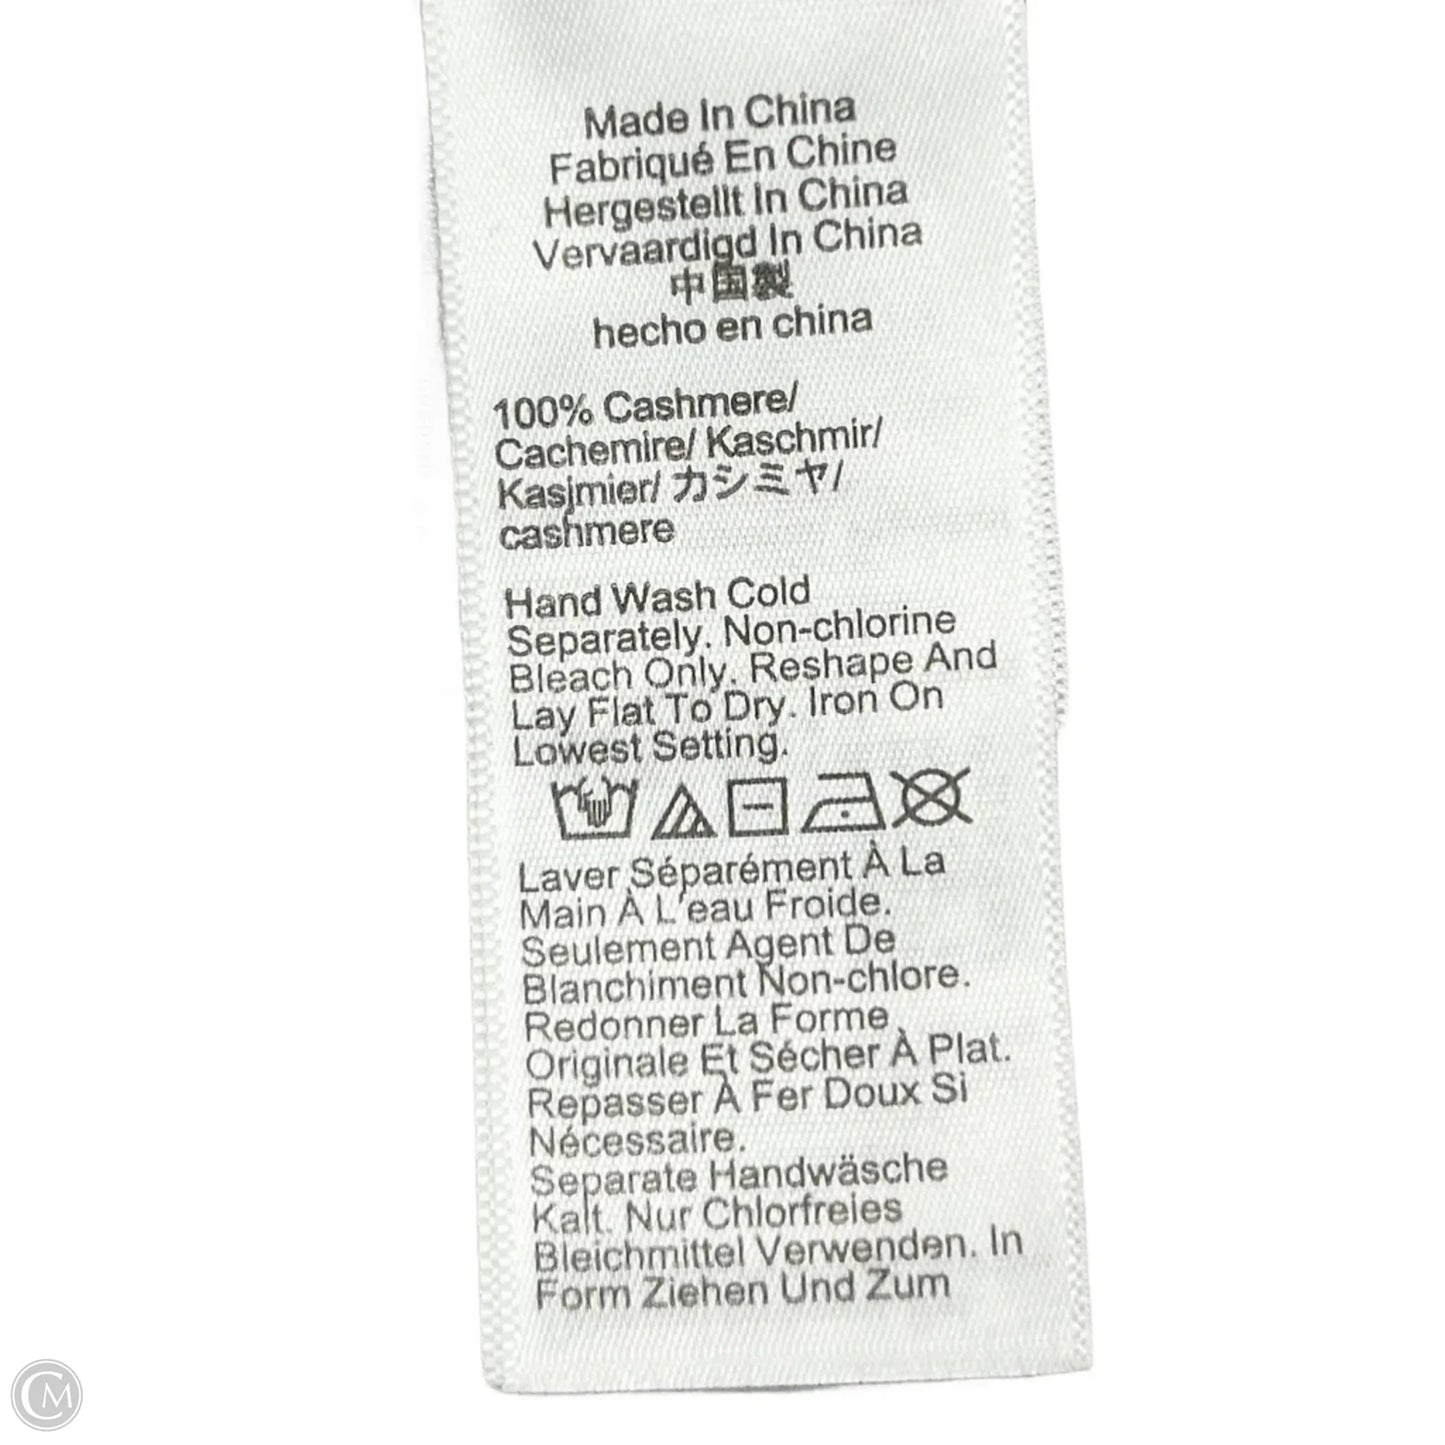 Made In China
Fabriqué En Chine
Hergestellt In China
Vervaardigd In China
中国製
hecho en china
100% Cashmere/
Cachemire/ Kaschmir/
Kasjmier/ カシミヤ/
cashmere
Hand Wash Cold
Separately. Non-chlorine
Bleach Only. Reshape And
Lay Flat To Dry. Iron On
Lowest Setting.
Laver Séparément À La
Main À L'eau Froide.
Seulement Agent De
Blanchiment Non-chlore.
Redonner La Forme
Originale Et Sécher À Plat.
Repasser À Fer Doux Si
Nécessaire.
Separate Handwäsche
Kalt. Nur Chlorfreies
Bleichmittel Verwenden. In
Form Ziehen Und Zum
CM